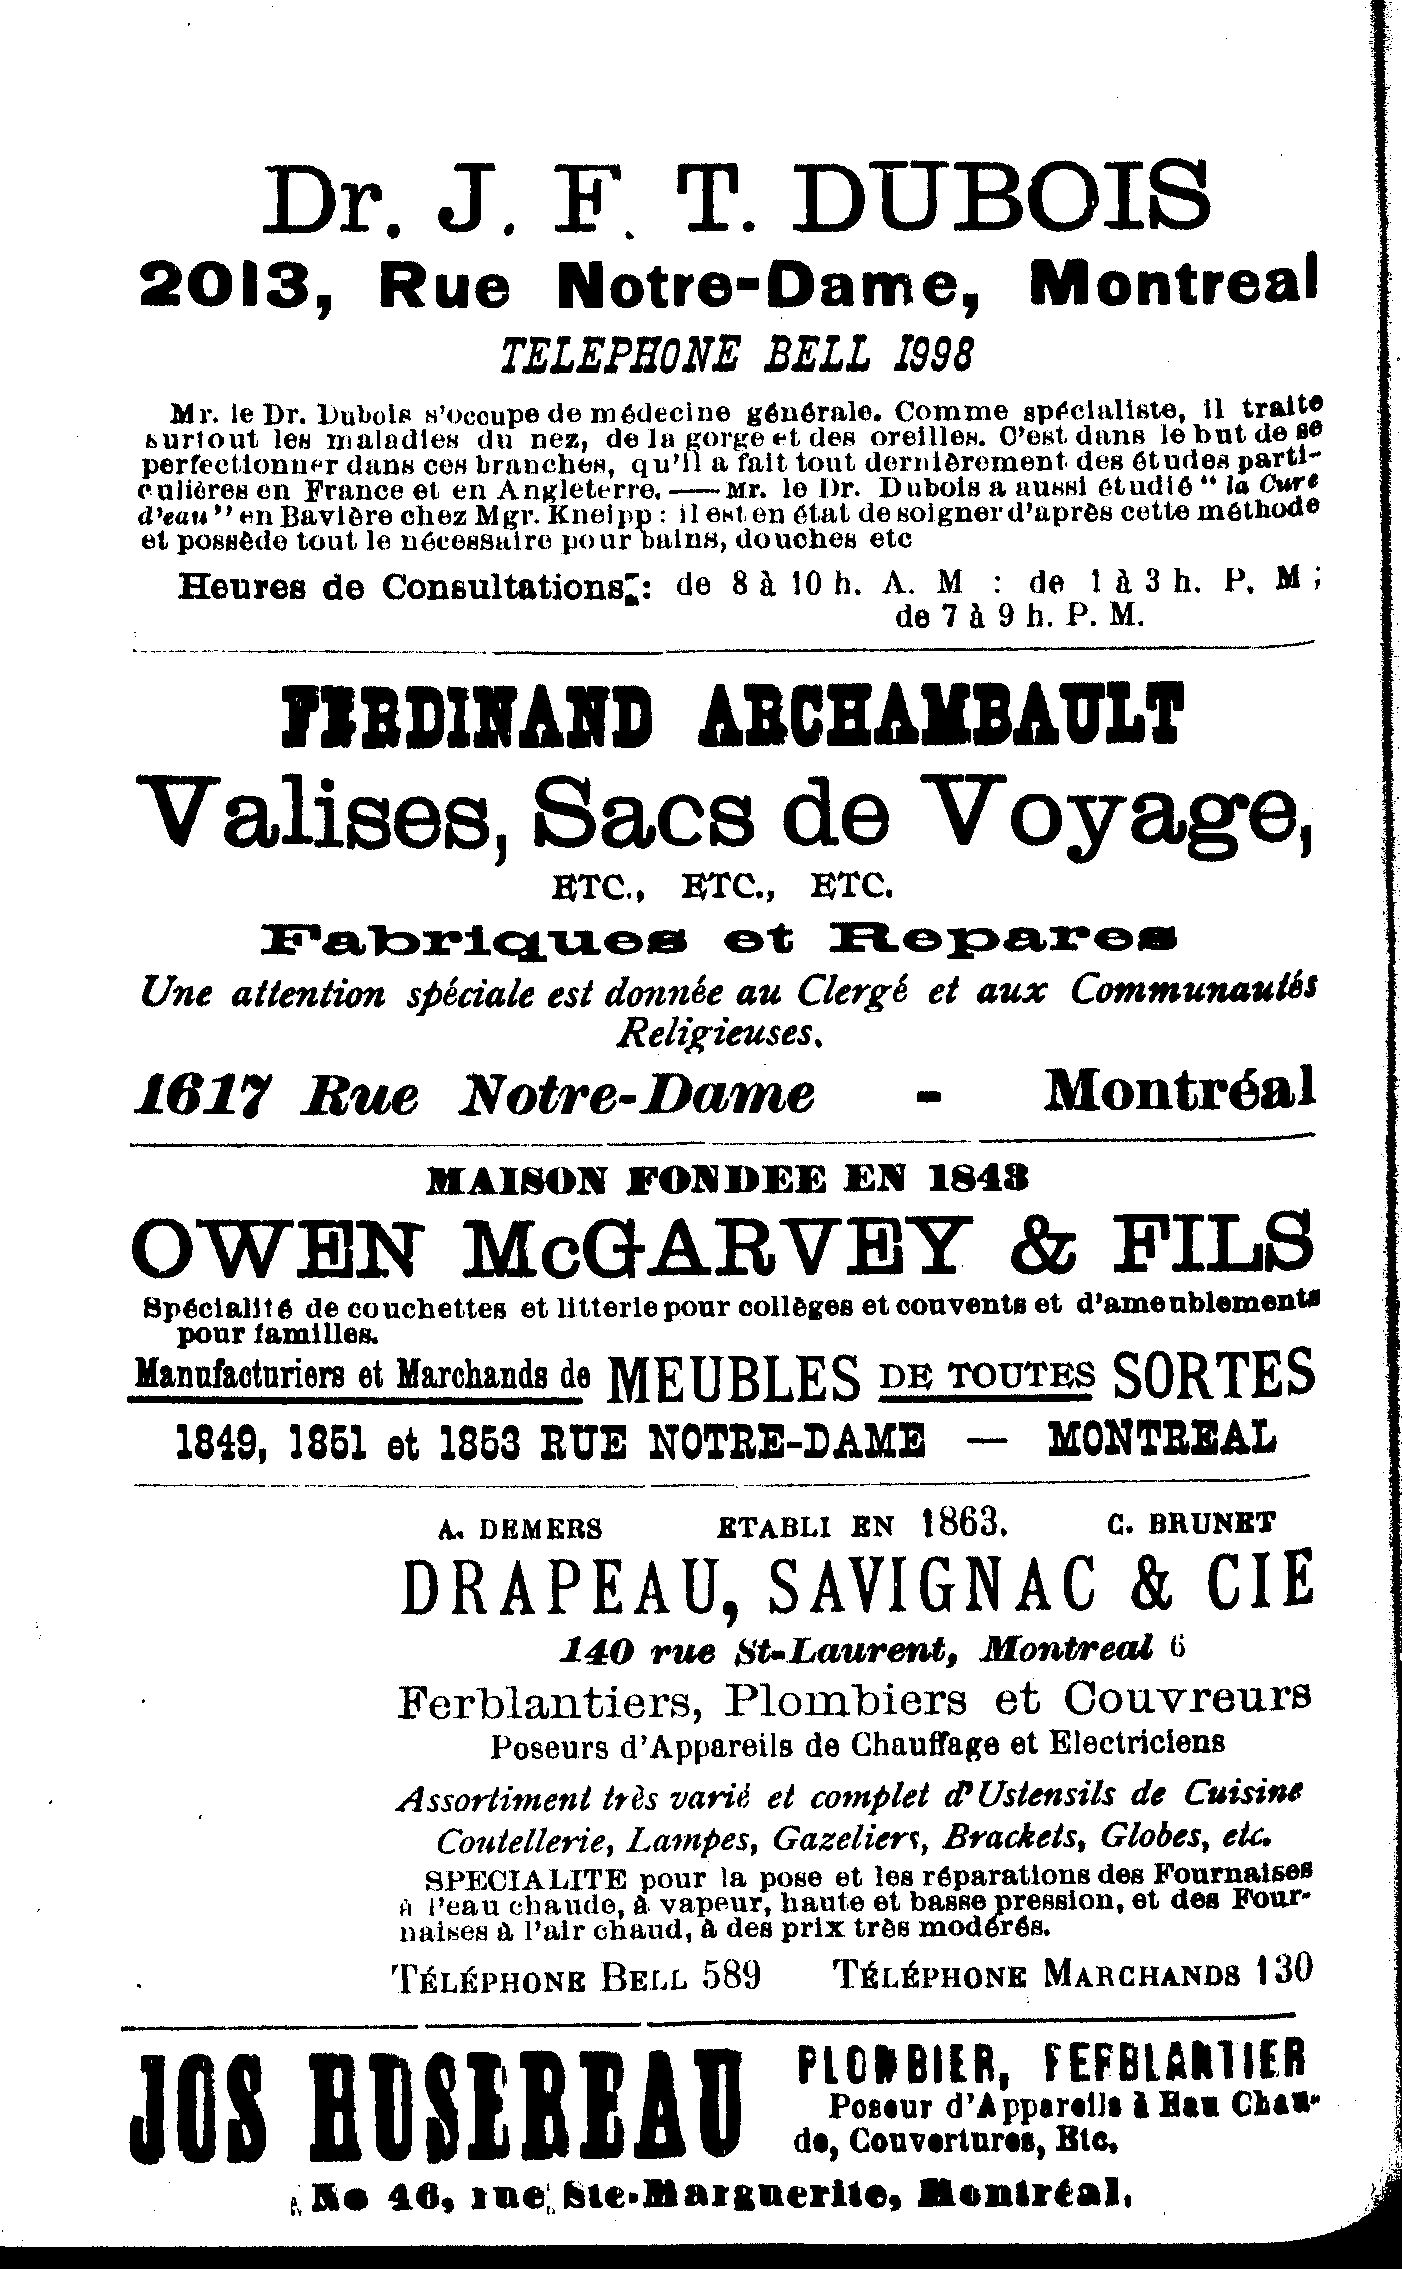 Dr. J. F. T. DUBOIS
2013, Rue Notre-Dame, Montreal
TELEPHONE BELL 1998
Mr. le Dr. Dubois s'occupe de médecine générale. Comme spécialiste, il traite
surtout les maladies du nez, de la gorge et des oreilles. C'est dans le but de se
perfectionner dans ces branches, qu'il a fait tout dernièrement des études parti-
culières en France et en Angleterre.—Mr. le Dr. Dubois a aussi étudié "la Cure
d'eau" en Bavière chez Mgr. Kneipp : il est en état de soigner d'après cette méthode
et possède tout le nécessaire pour bains, douches etc
Heures de Consultations : de 8 à 10 h. A. M : de 1 à 3 h. P. M ;
de 7 à 9 h. P. M.
FERDINAND ARCHAMBAULT
Valises, Sacs de Voyage,
ETC., ETC., ETC.
Fabriques et Repares
Une attention spéciale est donnée au Clergé et aux Communautés
Religieuses.
1617 Rue Notre-Dame - Montréal
MAISON FONDEE EN 1843
OWEN McGARVEY & FILS
Spécialité de couchettes et litterie pour collèges et couvents et d'ameublements
pour familles.
Manufacturiers et Marchands de MEUBLES DE TOUTES SORTES
1849, 1851 et 1853 RUE NOTRE-DAME — MONTREAL
A. DEMERS ETABLI EN 1863. C. BRUNET
DRAPEAU, SAVIGNAC & CIE
140 rue St-Laurent, Montreal 6
Ferblantiers, Plombiers et Couvreurs
Poseurs d'Appareils de Chauffage et Electriciens
Assortiment très varié et complet d'Ustensils de Cuisine
Coutellerie, Lampes, Gazeliers, Brackets, Globes, etc.
SPECIALITE pour la pose et les réparations des Fournaises
à l'eau chaude, à vapeur, haute et basse pression, et des Four-
naises à l'air chaud, à des prix très modérés.
TÉLÉPHONE BELL 589 TÉLÉPHONE MARCHANDS 130
JOS HUSEREAU
PLOMBIER, FERBLANTIER
Poseur d'Appareils à Eau Chau-
de, Couvertures, Etc,
No 46, rue Ste-Marguerite, Montréal.